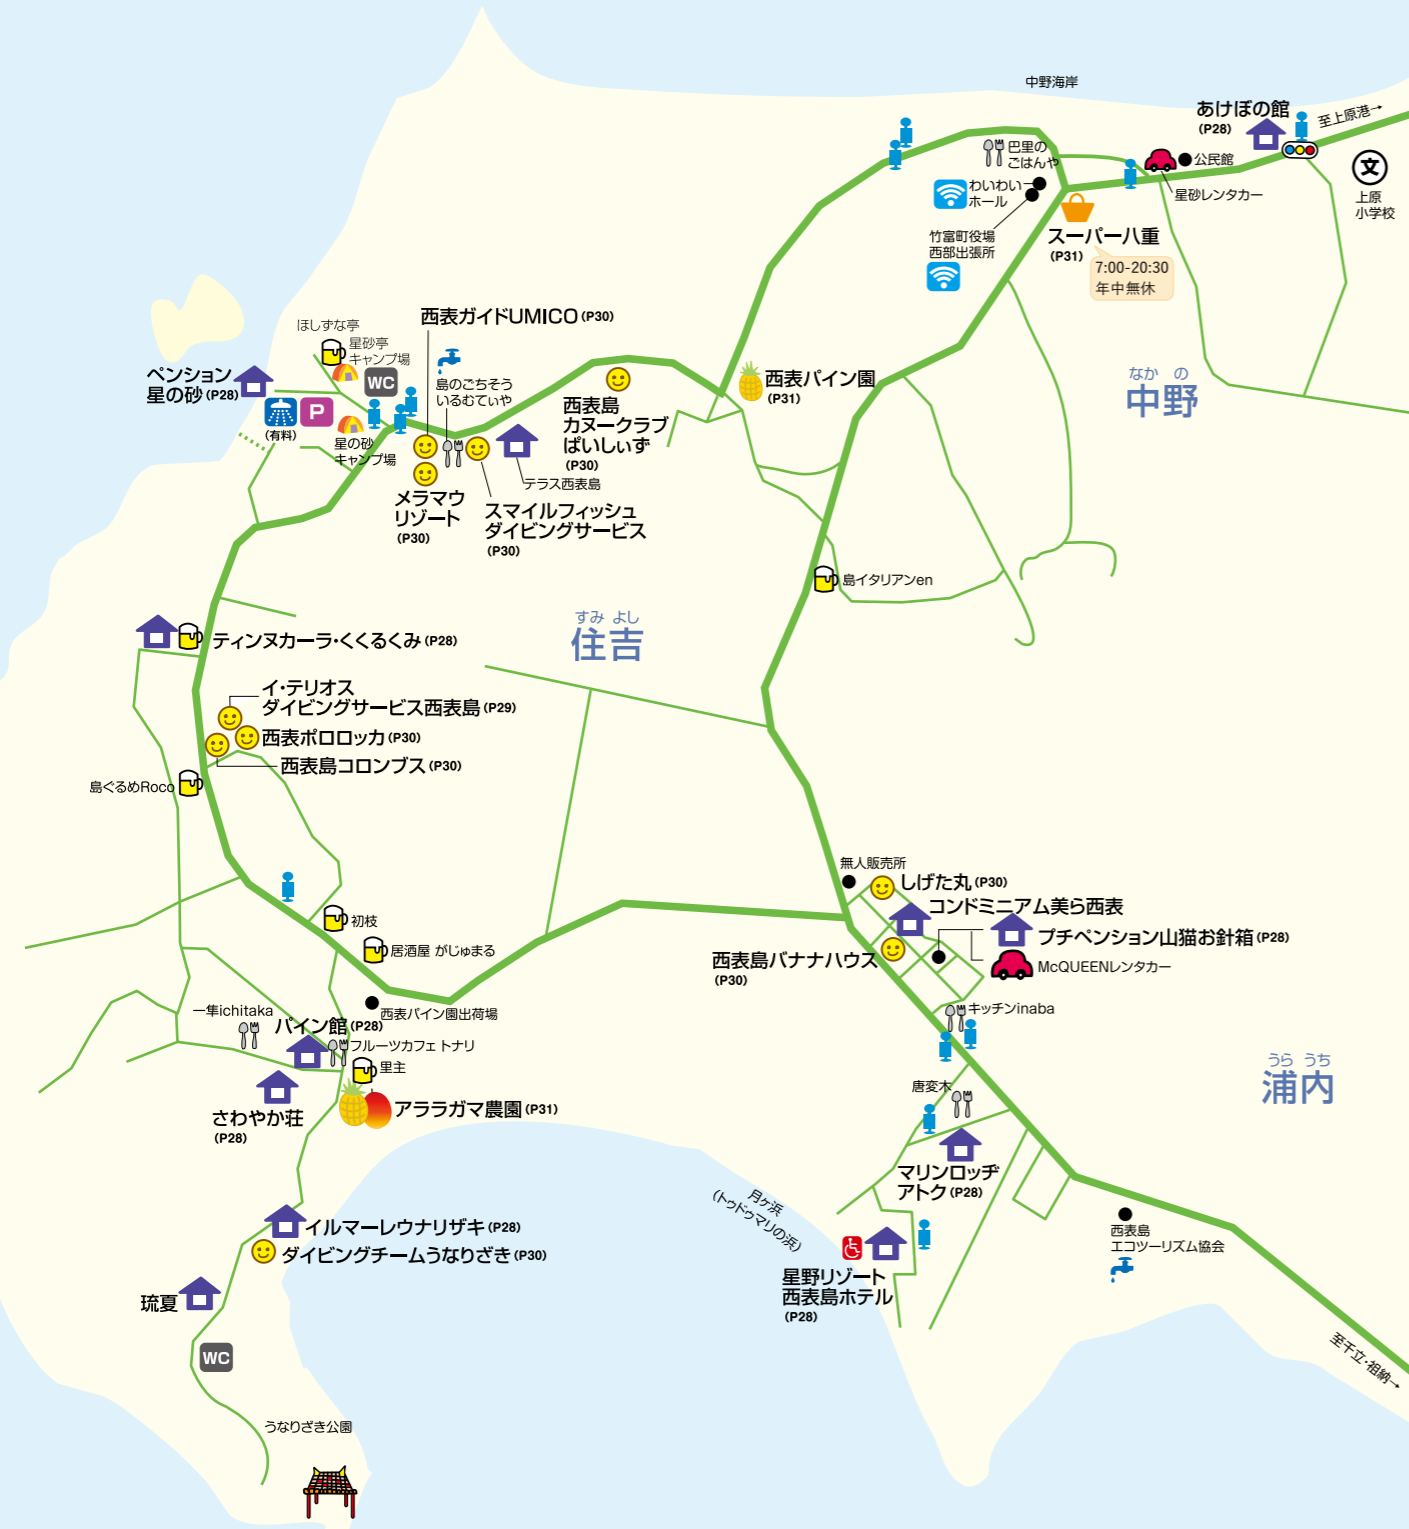 中野海岸
あけぼの館
(P28)
至上原港→
文
上原
小学校
巴里の
ごはんや
公民館
星砂レンタカー
わいわい
ホール
竹富町役場
西部出張所
スーパー八重
(P31)
7:00-20:30
年中無休
なか の
中野
西表ガイドUMICO (P30)
ほしずな亭
星砂亭
キャンプ場
WC
ペンション
星の砂 (P28)
P
(有料)
星の砂
キャンプ場
島のごちそう
いるむてぃや
西表島
カヌークラブ
ぱいしぃず
(P30)
西表パイン園
(P31)
テラス西表島
メラマウ
リゾート
(P30)
スマイルフィッシュ
ダイビングサービス
(P30)
島イタリアンen
すみ よし
住吉
ティンヌカーラ・くくるくみ (P28)
イ・テリオス
ダイビングサービス西表島 (P29)
西表ポロロッカ (P30)
西表島コロンブス (P30)
島ぐるめRoco
無人販売所
しげた丸 (P30)
コンドミニアム美ら西表
プチペンション山猫お針箱 (P28)
McQUEENレンタカー
西表島バナナハウス
(P30)
キッチンinaba
初枝
居酒屋 がじゅまる
西表パイン園出荷場
一隼ichitaka
パイン館 (P28)
フルーツカフェ トナリ
里主
さわやか荘
(P28)
アララガマ農園 (P31)
うら うち
浦内
唐変木
マリンロッヂ
アトク (P28)
月ヶ浜
(トゥドゥマリの浜)
星野リゾート
西表島ホテル
(P28)
西表島
エコツーリズム協会
イルマーレウナリザキ (P28)
ダイビングチームうなりざき (P30)
琉夏
WC
うなりざき公園
至千立・祖納→